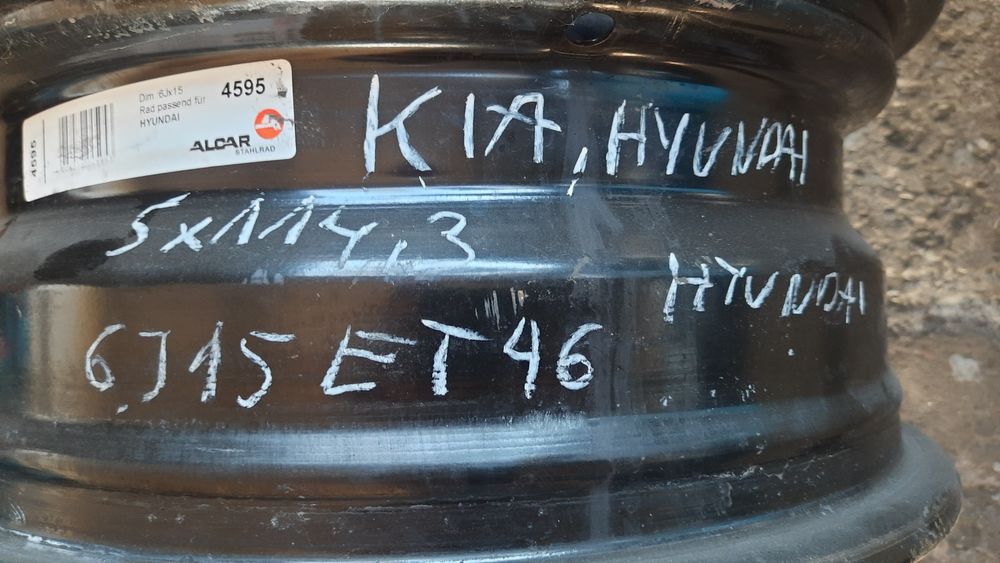 4595
Dim. 6Jx15
Rad passend für
HYUNDAI
4595
ALCAR
STAHLRAD
KIA, HYUNDAI
5x114,3
HYUNDAI
6J15 ET46